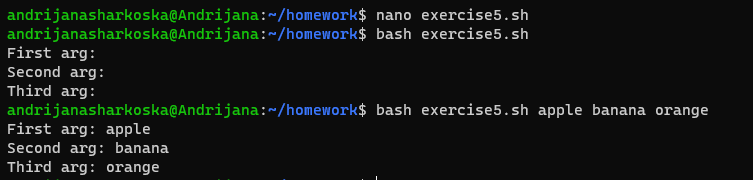 andrijanasharkoska@Andrijana:~/homework$ nano exercise5.sh
andrijanasharkoska@Andrijana:~/homework$ bash exercise5.sh
First arg:
Second arg:
Third arg:
andrijanasharkoska@Andrijana:~/homework$ bash exercise5.sh apple banana orange
First arg: apple
Second arg: banana
Third arg: orange